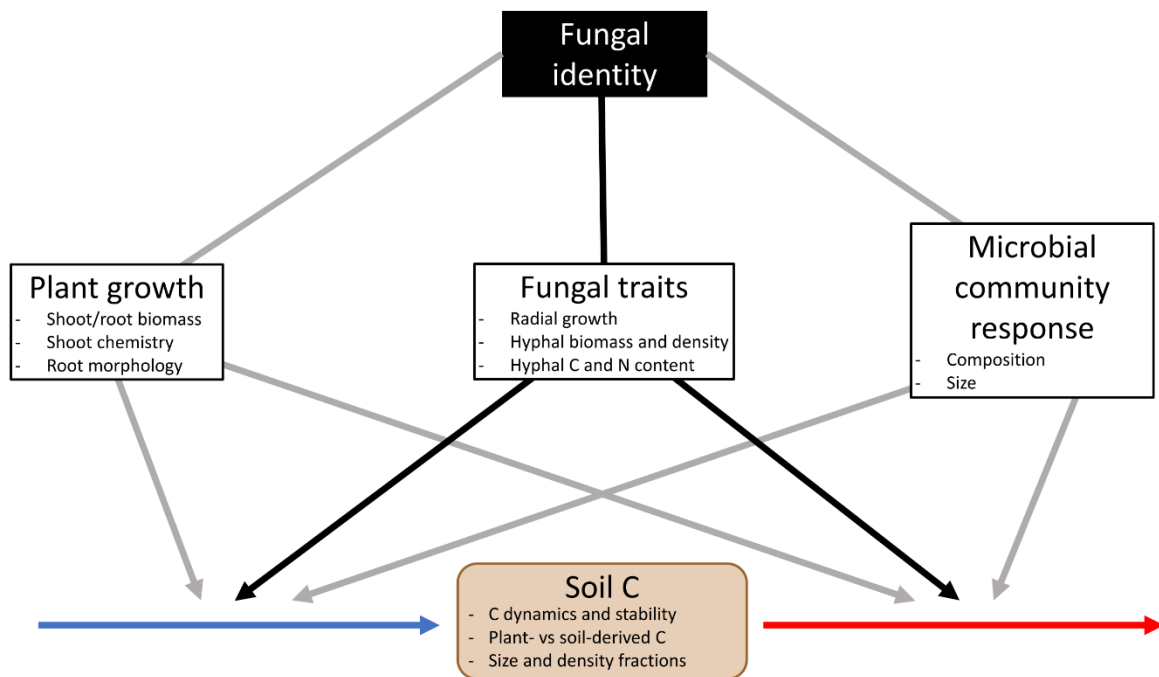 Fungal
identity
Plant growth
- Shoot/root biomass
- Shoot chemistry
- Root morphology
Fungal traits
- Radial growth
- Hyphal biomass and density
- Hyphal C and N content
Microbial
community
response
- Composition
- Size
Soil C
- C dynamics and stability
- Plant- vs soil-derived C
- Size and density fractions